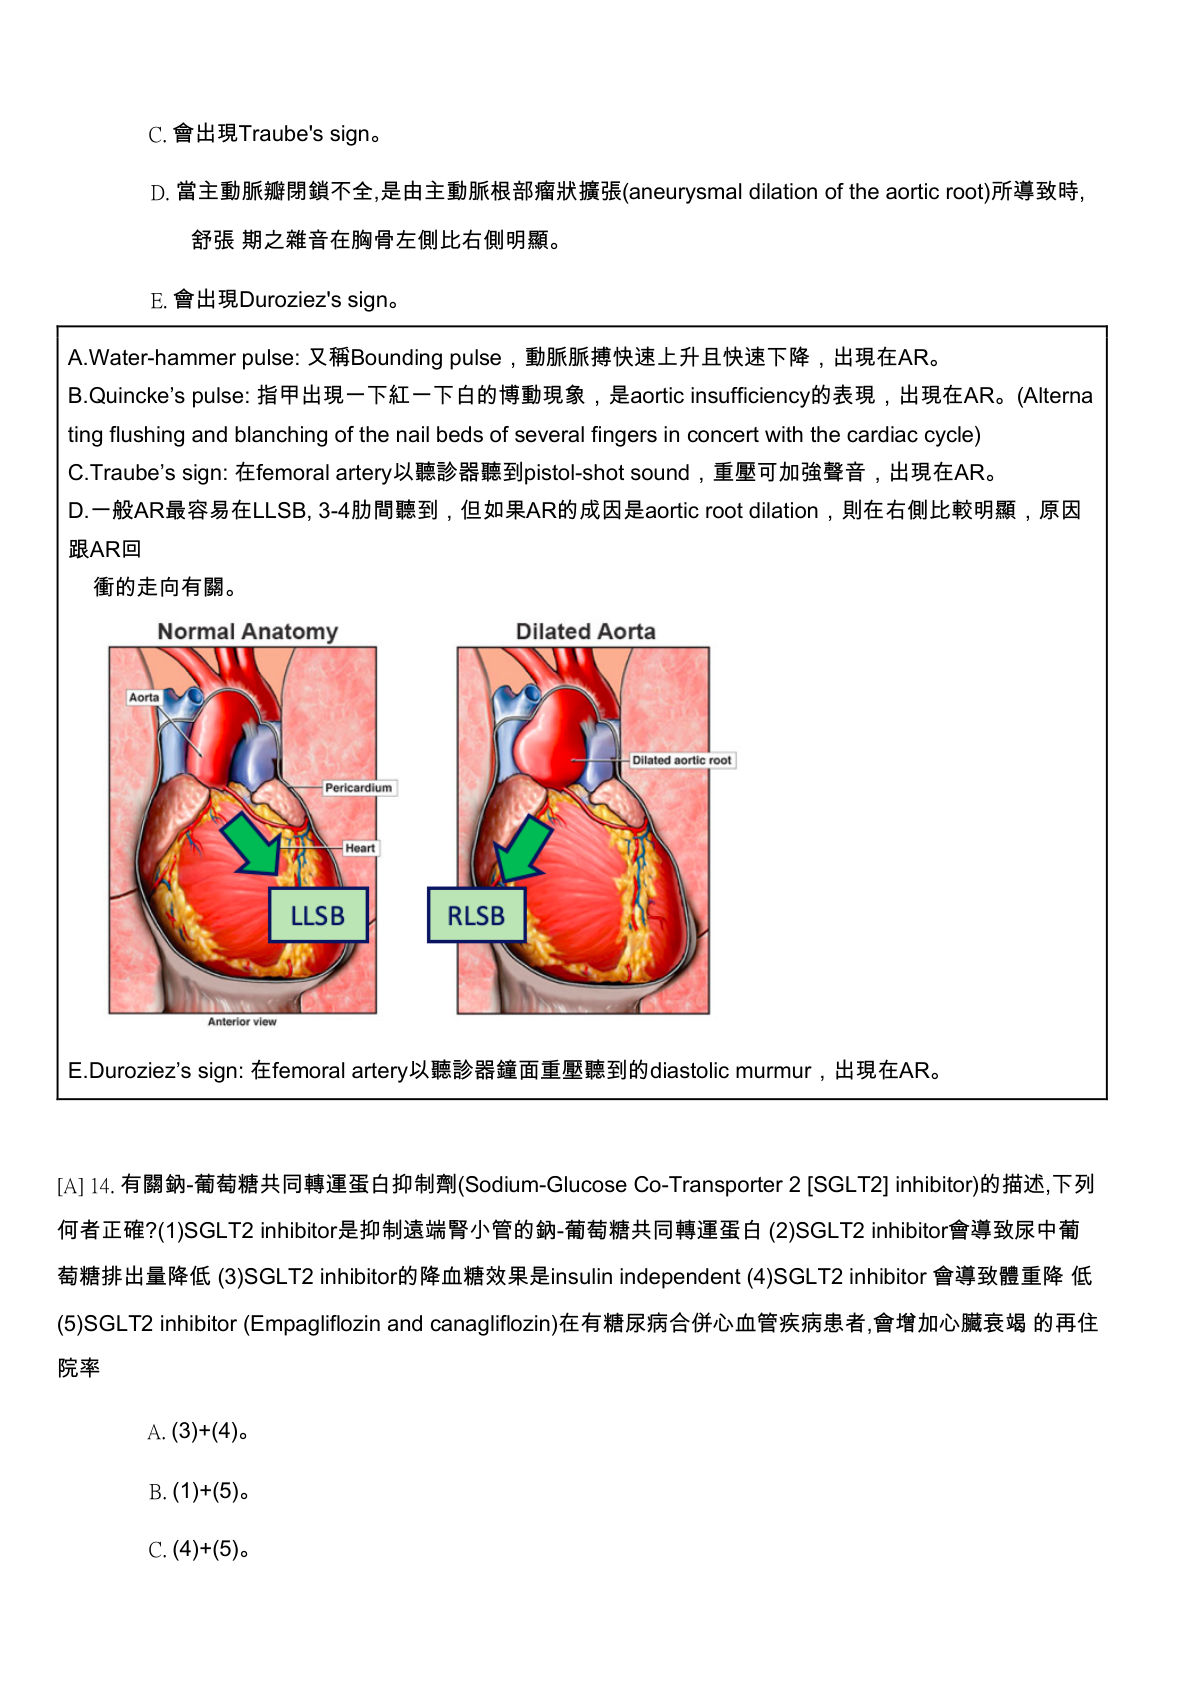 C. 會出現Traube's sign。
D. 當主動脈瓣閉鎖不全,是由主動脈根部瘤狀擴張(aneurysmal dilation of the aortic root)所導致時,
舒張 期之雜音在胸骨左側比右側明顯。
E. 會出現Duroziez's sign。
A.Water-hammer pulse: 又稱Bounding pulse，動脈脈搏快速上升且快速下降，出現在AR。
B.Quincke’s pulse: 指甲出現一下紅一下白的博動現象，是aortic insufficiency的表現，出現在AR。(Alterna
ting flushing and blanching of the nail beds of several fingers in concert with the cardiac cycle)
C.Traube’s sign: 在femoral artery以聽診器聽到pistol-shot sound，重壓可加強聲音，出現在AR。
D.一般AR最容易在LLSB, 3-4肋間聽到，但如果AR的成因是aortic root dilation，則在右側比較明顯，原因
跟AR回
衝的走向有關。
Normal Anatomy
Dilated Aorta
Aorta
Dilated aortic root
Pericardium
Heart
LLSB
RLSB
Anterior view
E.Duroziez’s sign: 在femoral artery以聽診器鐘面重壓聽到的diastolic murmur，出現在AR。
[A] 14. 有關鈉-葡萄糖共同轉運蛋白抑制劑(Sodium-Glucose Co-Transporter 2 [SGLT2] inhibitor)的描述,下列
何者正確?(1)SGLT2 inhibitor是抑制遠端腎小管的鈉-葡萄糖共同轉運蛋白 (2)SGLT2 inhibitor會導致尿中葡
萄糖排出量降低 (3)SGLT2 inhibitor的降血糖效果是insulin independent (4)SGLT2 inhibitor 會導致體重降 低
(5)SGLT2 inhibitor (Empagliflozin and canagliflozin)在有糖尿病合併心血管疾病患者,會增加心臟衰竭 的再住
院率
A. (3)+(4)。
B. (1)+(5)。
C. (4)+(5)。